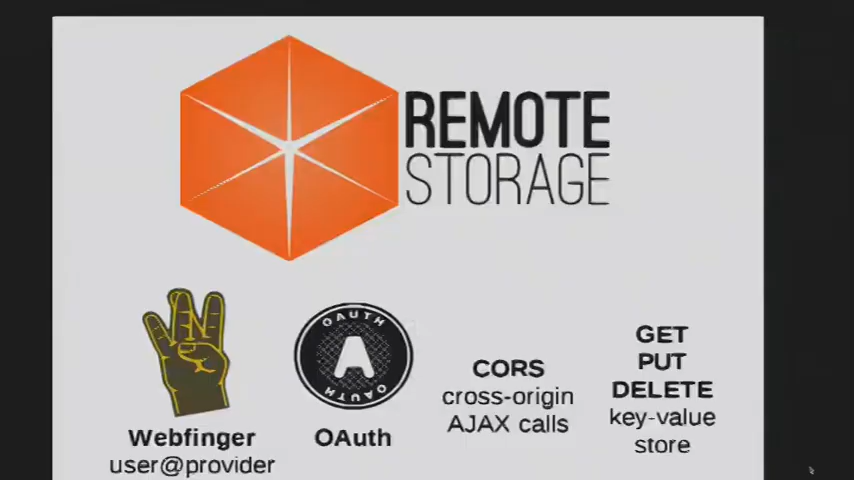 REMOTE
STORAGE
OAUTH
A
OAUTH
Webfinger
user@provider
OAuth
CORS
cross-origin
AJAX calls
GET
PUT
DELETE
key-value
store